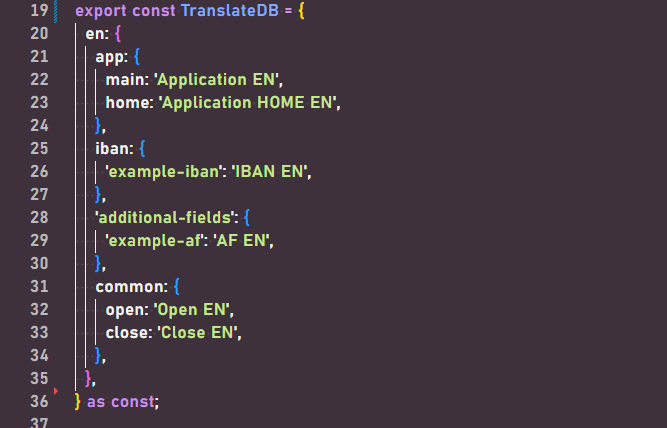 19 export const TranslateDB = {
20 en: {
21 app: {
22 main: 'Application EN',
23 home: 'Application HOME EN',
24 },
25 iban: {
26 'example-iban': 'IBAN EN',
27 },
28 'additional-fields': {
29 'example-af': 'AF EN',
30 },
31 common: {
32 open: 'Open EN',
33 close: 'Close EN',
34 },
35 },
36 } as const;
37